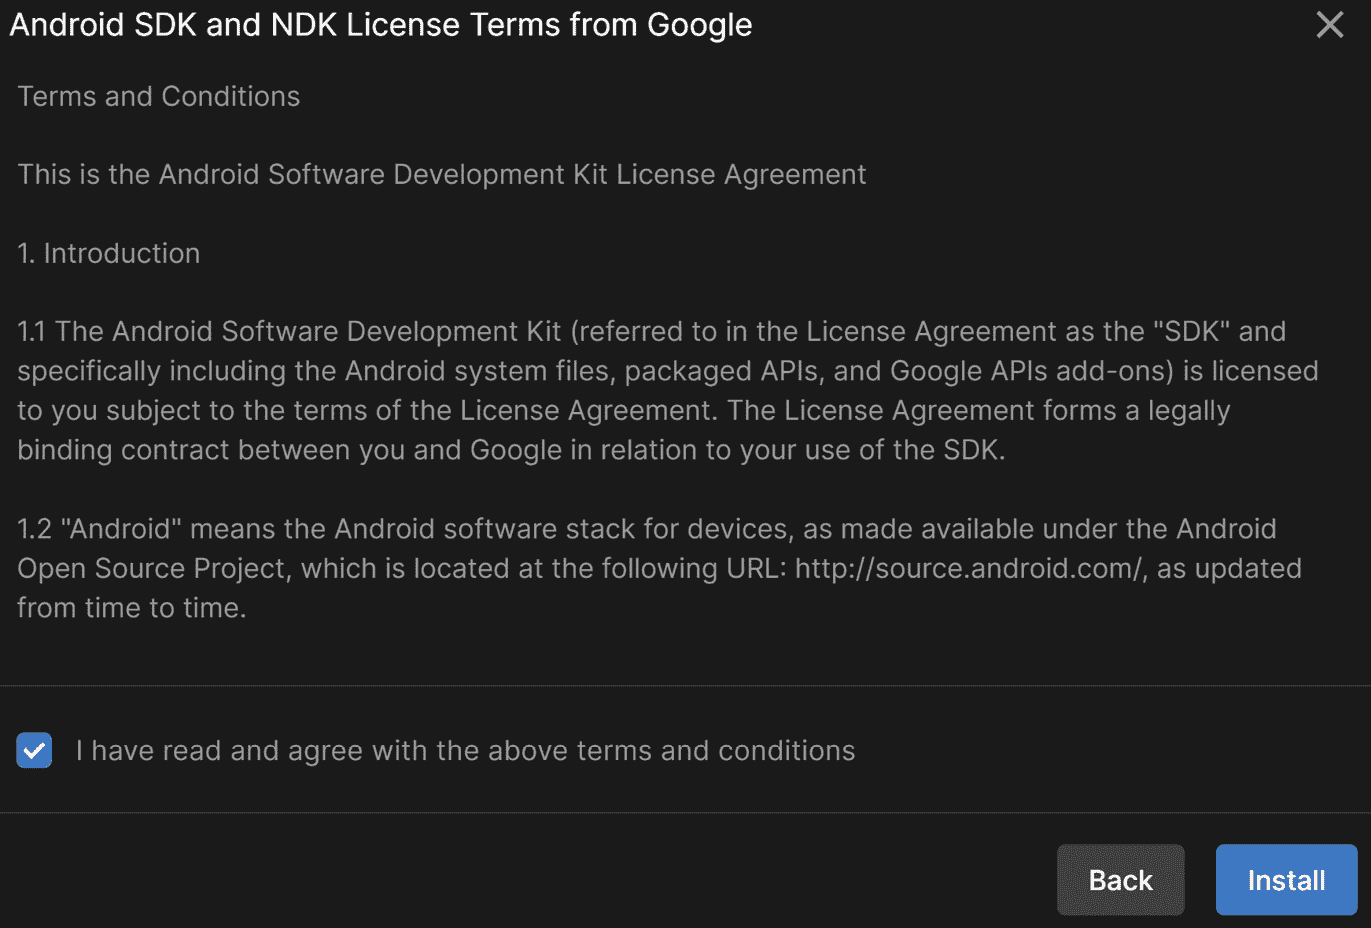 Android SDK and NDK License Terms from Google
Terms and Conditions
This is the Android Software Development Kit License Agreement
1. Introduction
1.1 The Android Software Development Kit (referred to in the License Agreement as the "SDK" and
specifically including the Android system files, packaged APIs, and Google APIs add-ons) is licensed
to you subject to the terms of the License Agreement. The License Agreement forms a legally
binding contract between you and Google in relation to your use of the SDK.
1.2 "Android" means the Android software stack for devices, as made available under the Android
Open Source Project, which is located at the following URL: http://source.android.com/, as updated
from time to time.
I have read and agree with the above terms and conditions
Back
Install